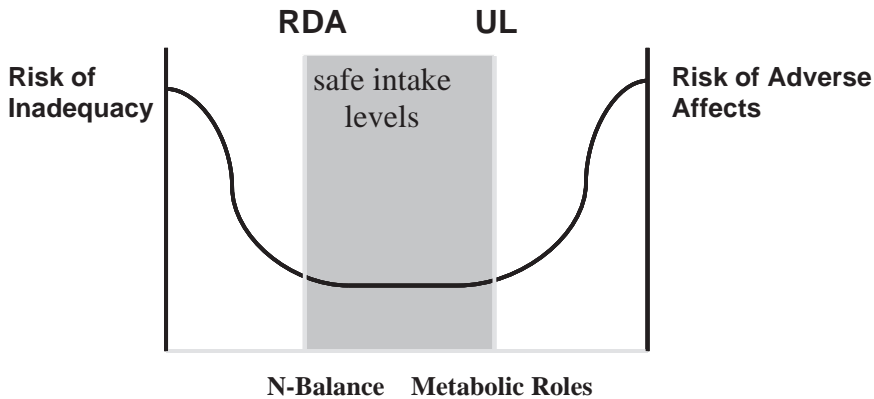 RDA UL
Risk of
Inadequacy
safe intake
levels
Risk of Adverse
Affects
N-Balance Metabolic Roles